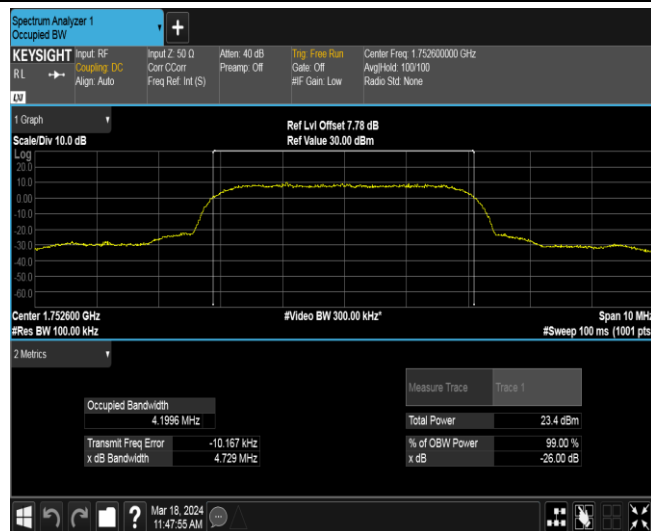 Spectrum Analyzer 1
Occupied BW
+
KEYSIGHT Input: RF Input Z: 50 Ω Atten: 40 dB Trig: Free Run Center Freq: 1.752600000 GHz
RL Coupling: DC Corr CCorr Preamp: Off Gate: Off Avg|Hold: 100/100
Align: Auto Freq Ref: Int (S) #IF Gain: Low Radio Std: None
LXI
1 Graph Ref Lvl Offset 7.78 dB
Scale/Div 10.0 dB Ref Value 30.00 dBm
Log
20.0
10.0
0.00
-10.0
-20.0
-30.0
-40.0
-50.0
-60.0
Center 1.752600 GHz #Video BW 300.00 kHz* Span 10 MHz
#Res BW 100.00 kHz #Sweep 100 ms (1001 pts
2 Metrics
Measure Trace Trace 1
Occupied Bandwidth
4.1996 MHz Total Power 23.4 dBm
Transmit Freq Error -10.167 kHz % of OBW Power 99.00 %
x dB Bandwidth 4.729 MHz x dB -26.00 dB
? Mar 18, 2024
11:47:55 AM